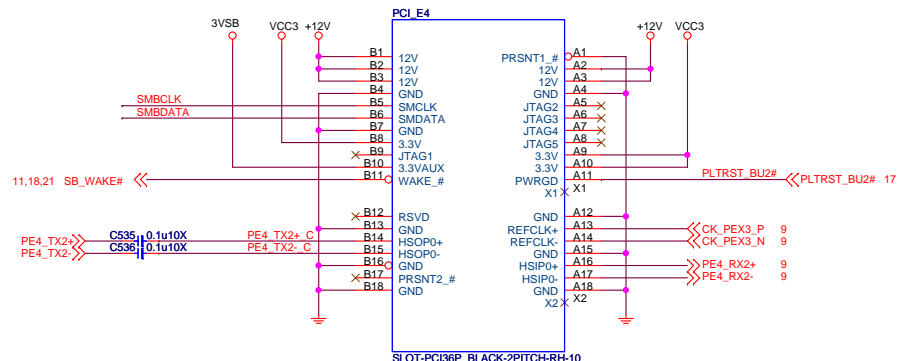 PCI_E4
3VSB VCC3 +12V +12V VCC3
B1 12V PRSNT1_# A1
B2 12V 12V A2
B3 12V 12V A3
B4 GND GND A4
SMBCLK B5 SMCLK JTAG2 A5
SMBDATA B6 SMDATA JTAG3 A6
B7 GND JTAG4 A7
B8 3.3V JTAG5 A8
B9 JTAG1 3.3V A9
B10 3.3VAUX 3.3V A10
11,18,21 SB_WAKE# B11 WAKE_# PWRGD A11 PLTRST_BU2# PLTRST_BU2# 17
X1 X1
B12 RSVD GND A12
B13 GND REFCLK+ A13 CK_PEX3_P 9
PE4_TX2+ C535 0.1u10X PE4_TX2+_C B14 HSOP0+ REFCLK- A14 CK_PEX3_N 9
PE4_TX2- C536 0.1u10X PE4_TX2-_C B15 HSOP0- GND A15
B16 GND HSIP0+ A16 PE4_RX2+ 9
B17 PRSNT2_# HSIP0- A17 PE4_RX2- 9
B18 GND GND A18
X2 X2
SLOT-PCI36P_BLACK-2PITCH-RH-10